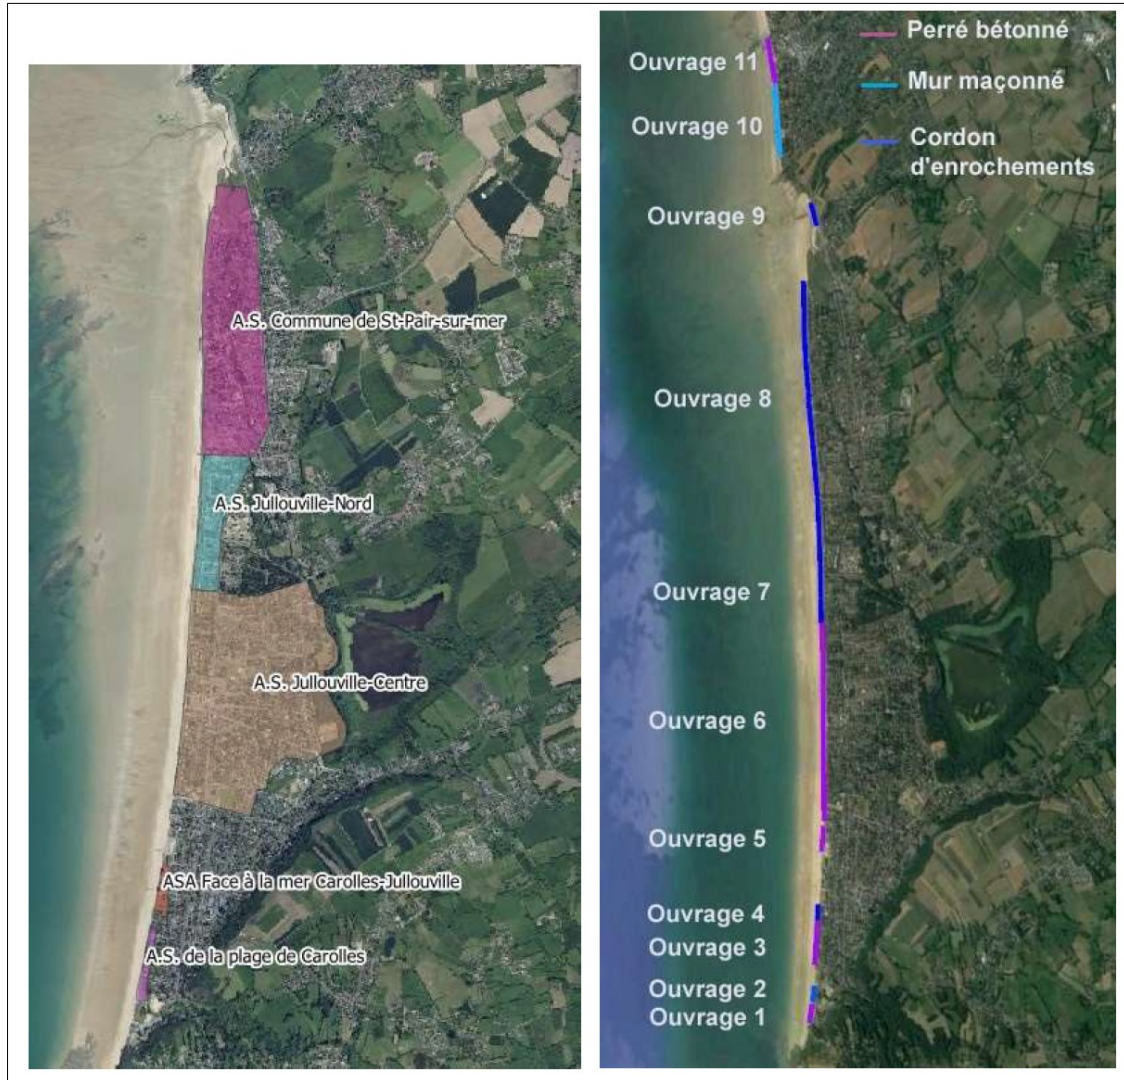 A.S. Commune de St-Pair-sur-mer
A.S. Jullouville-Nord
A.S. Jullouville-Centre
ASA Face à la mer Carolles-Jullouville
A.S. de la plage de Carolles
Perré bétonné
Mur maçonné
Cordon
d'enrochements
Ouvrage 11
Ouvrage 10
Ouvrage 9
Ouvrage 8
Ouvrage 7
Ouvrage 6
Ouvrage 5
Ouvrage 4
Ouvrage 3
Ouvrage 2
Ouvrage 1